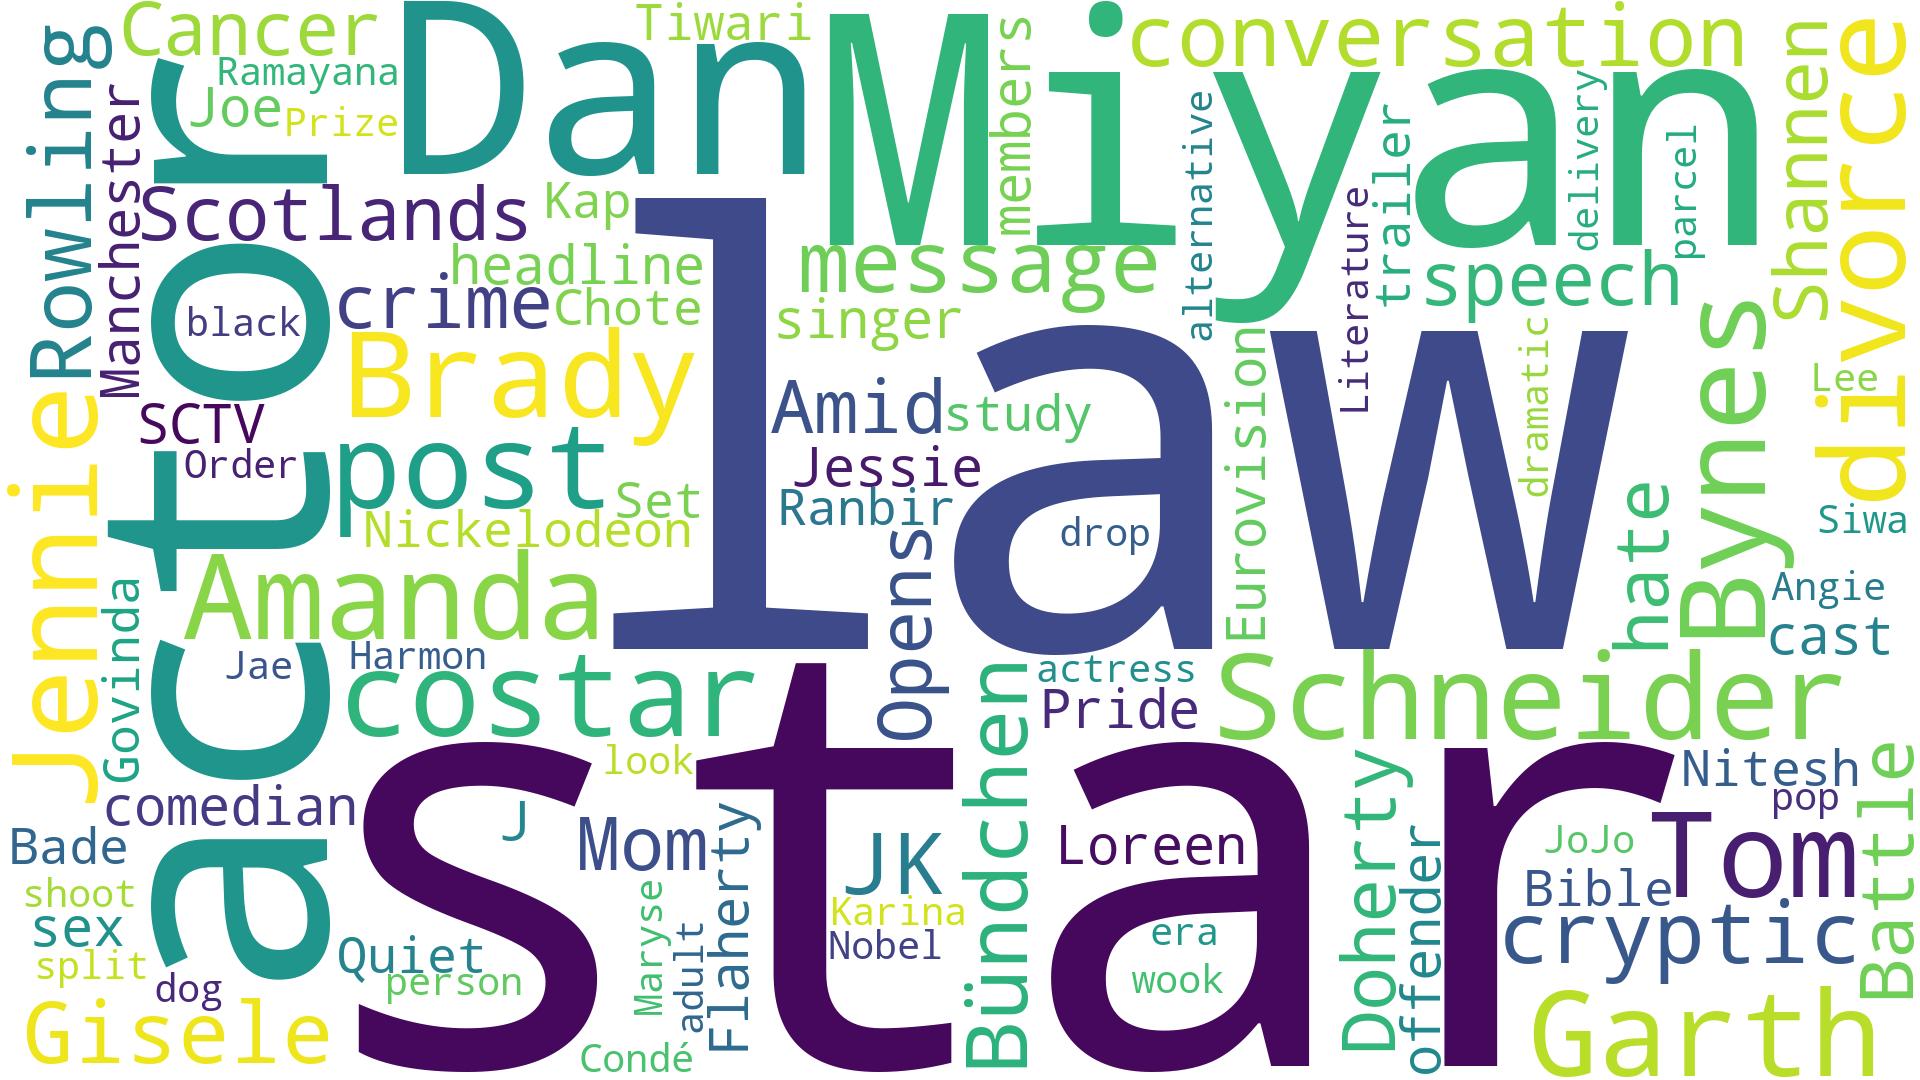 Cancer
Tiwari
conversation
Dan
Miyan
Rowling
Ramayana
Joe
Prize
members
alternative
delivery
parcel
Shannen
divorce
Manchester
Scotlands
Kap
Literature
trailer
actor
headline
message
speech
black
crime
Chote
singer
law
Brady
Eurovision
dramatic
Bynes
Lee
Jennie
SCTV
Amid
study
Order
post
Jessie
Set
Ranbir
hate
Siwa
Nickelodeon
drop
Amanda
Opens
Govinda
Angie
cast
Jae
Harmon
costar
actress
Pride
Schneider
Bündchen
star
look
Nitesh
comedian
pop
Bade
J
Mom
Flaherty
JK
Loreen
Doherty
offender
JoJo
Tom
Battle
shoot
Bible
sex
Maryse
Karina
Quiet
adult
Nobel
era
cryptic
split
person
wook
dog
Gisele
Condé
Garth